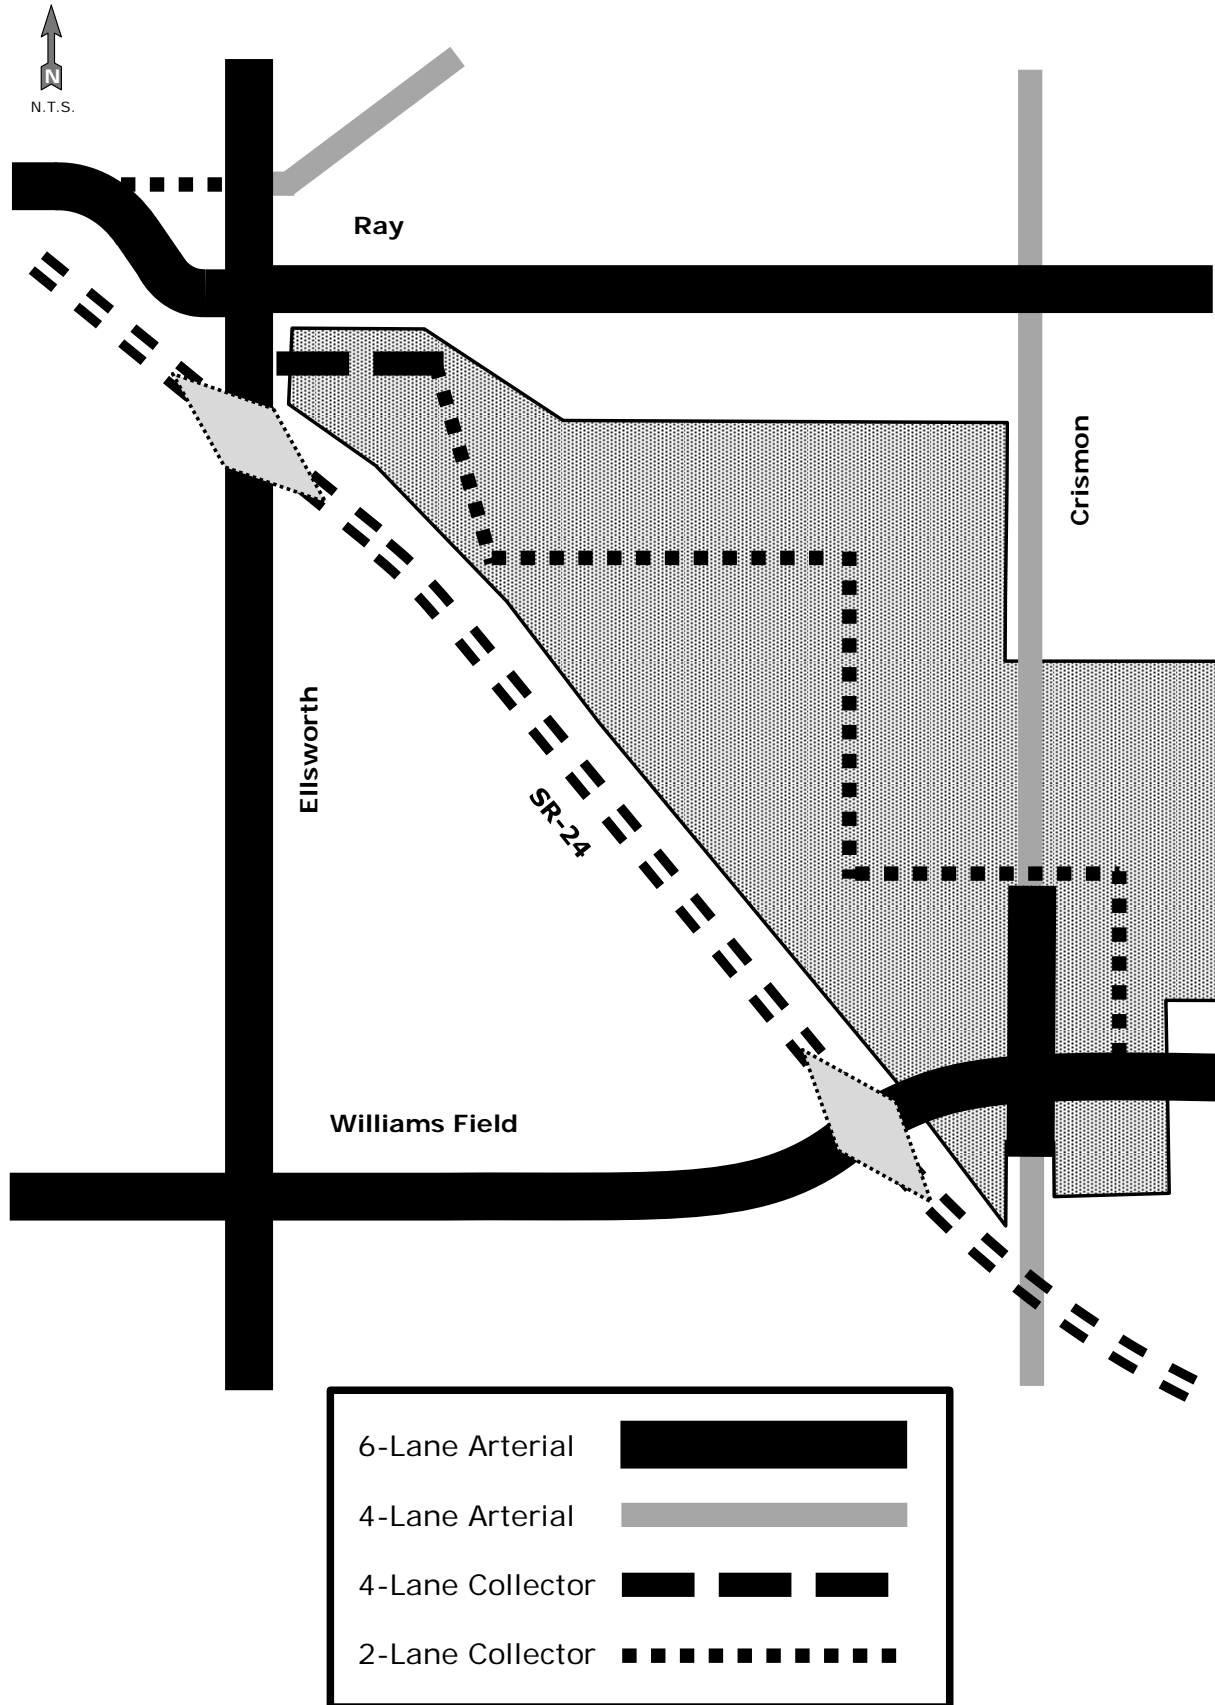 N
N.T.S.
Ray
Crismon
Ellsworth
SR-24
Williams Field
6-Lane Arterial
4-Lane Arterial
4-Lane Collector
2-Lane Collector